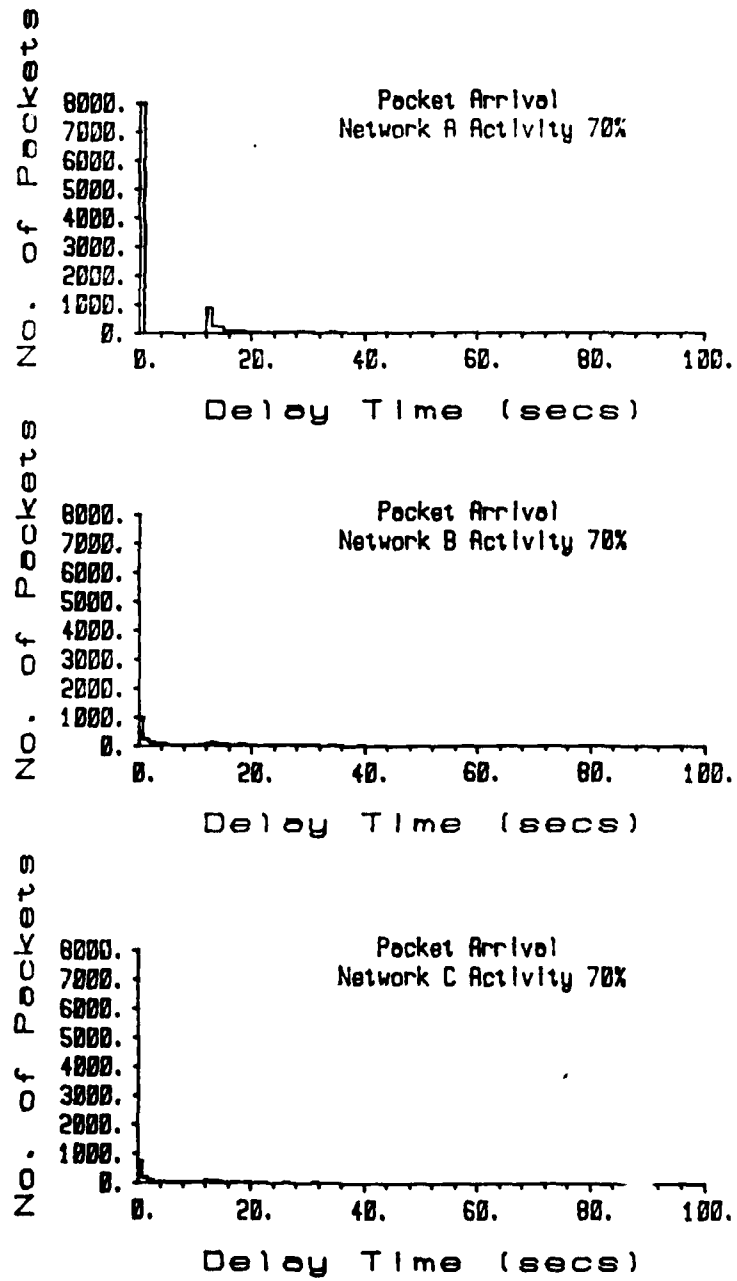 No. of Packets
8000.
7000.
6000.
5000.
4000.
3000.
2000.
1000.
0.
Packet Arrival
Network A Activity 70%
0. 20. 40. 60. 80. 100.
Delay Time (secs)
No. of Packets
8000.
7000.
6000.
5000.
4000.
3000.
2000.
1000.
0.
Packet Arrival
Network B Activity 70%
0. 20. 40. 60. 80. 100.
Delay Time (secs)
No. of Packets
8000.
7000.
6000.
5000.
4000.
3000.
2000.
1000.
0.
Packet Arrival
Network C Activity 70%
0. 20. 40. 60. 80. 100.
Delay Time (secs)